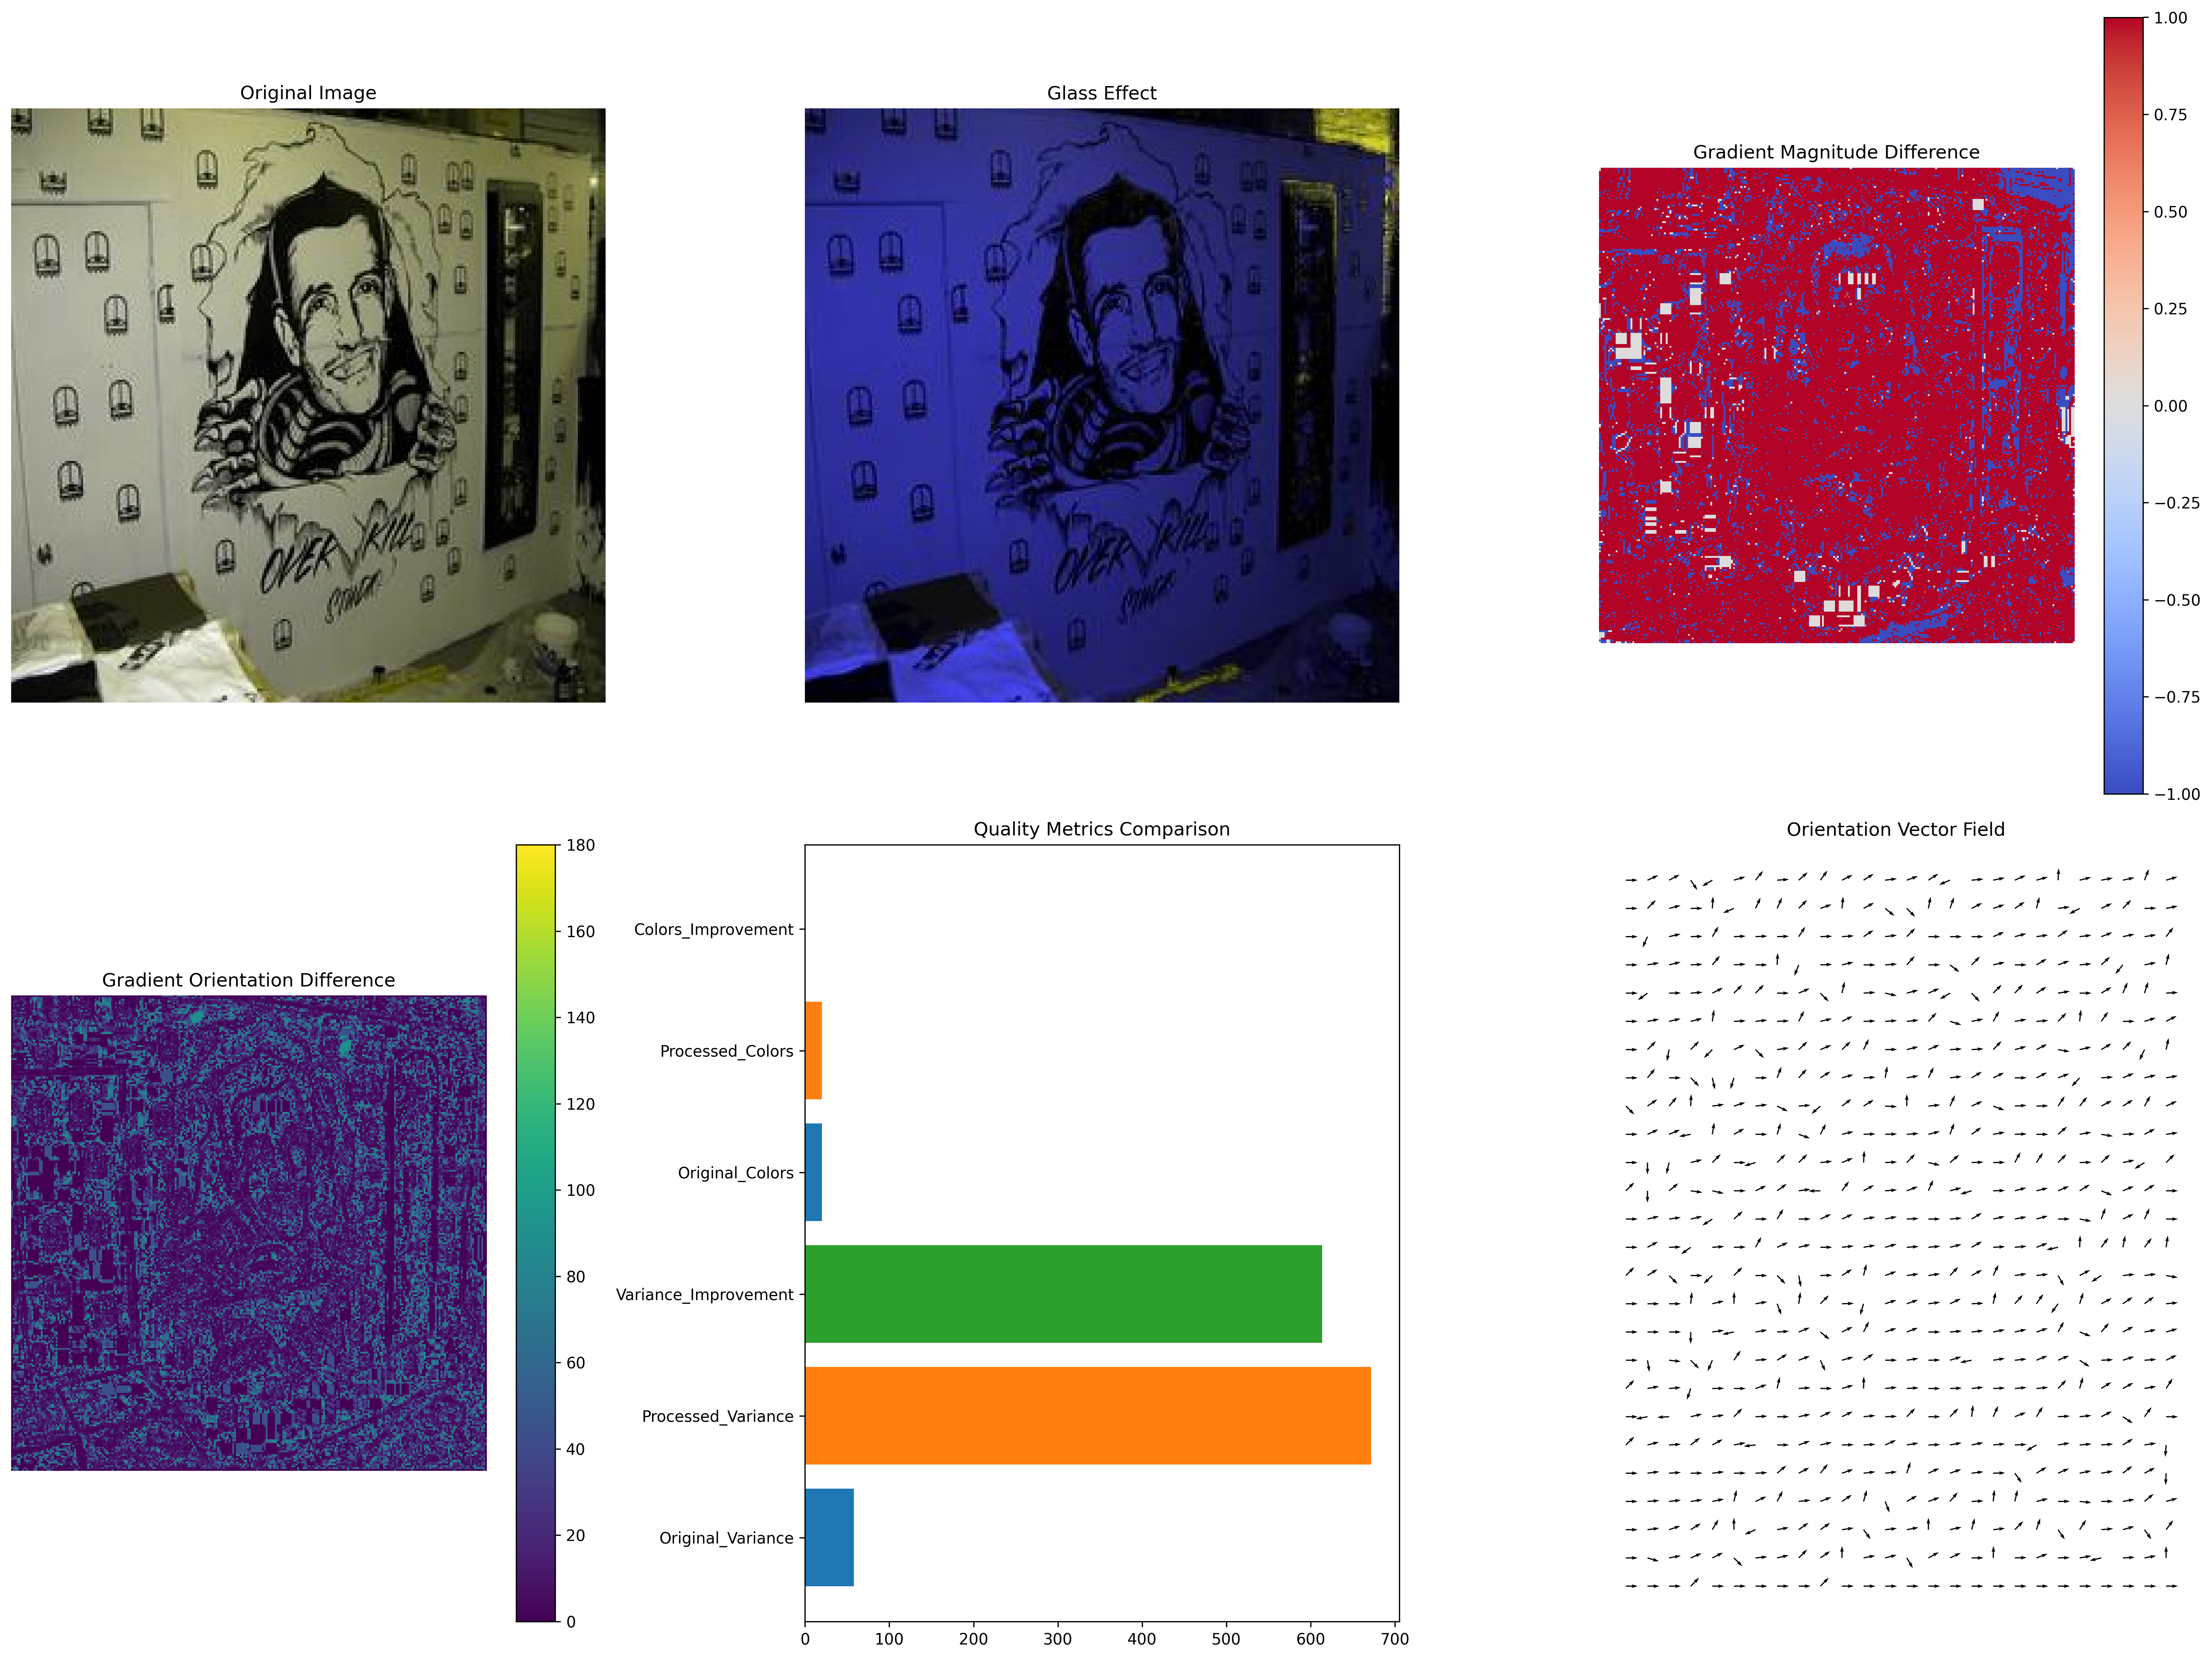 Original Image
Glass Effect
Gradient Magnitude Difference
1.00
0.75
0.50
0.25
0.00
−0.25
−0.50
−0.75
−1.00
OVER KILL
OVER KILL
Gradient Orientation Difference
180
160
140
120
100
80
60
40
20
0
Quality Metrics Comparison
Colors_Improvement
Processed_Colors
Original_Colors
Variance_Improvement
Processed_Variance
Original_Variance
0 100 200 300 400 500 600 700
Orientation Vector Field